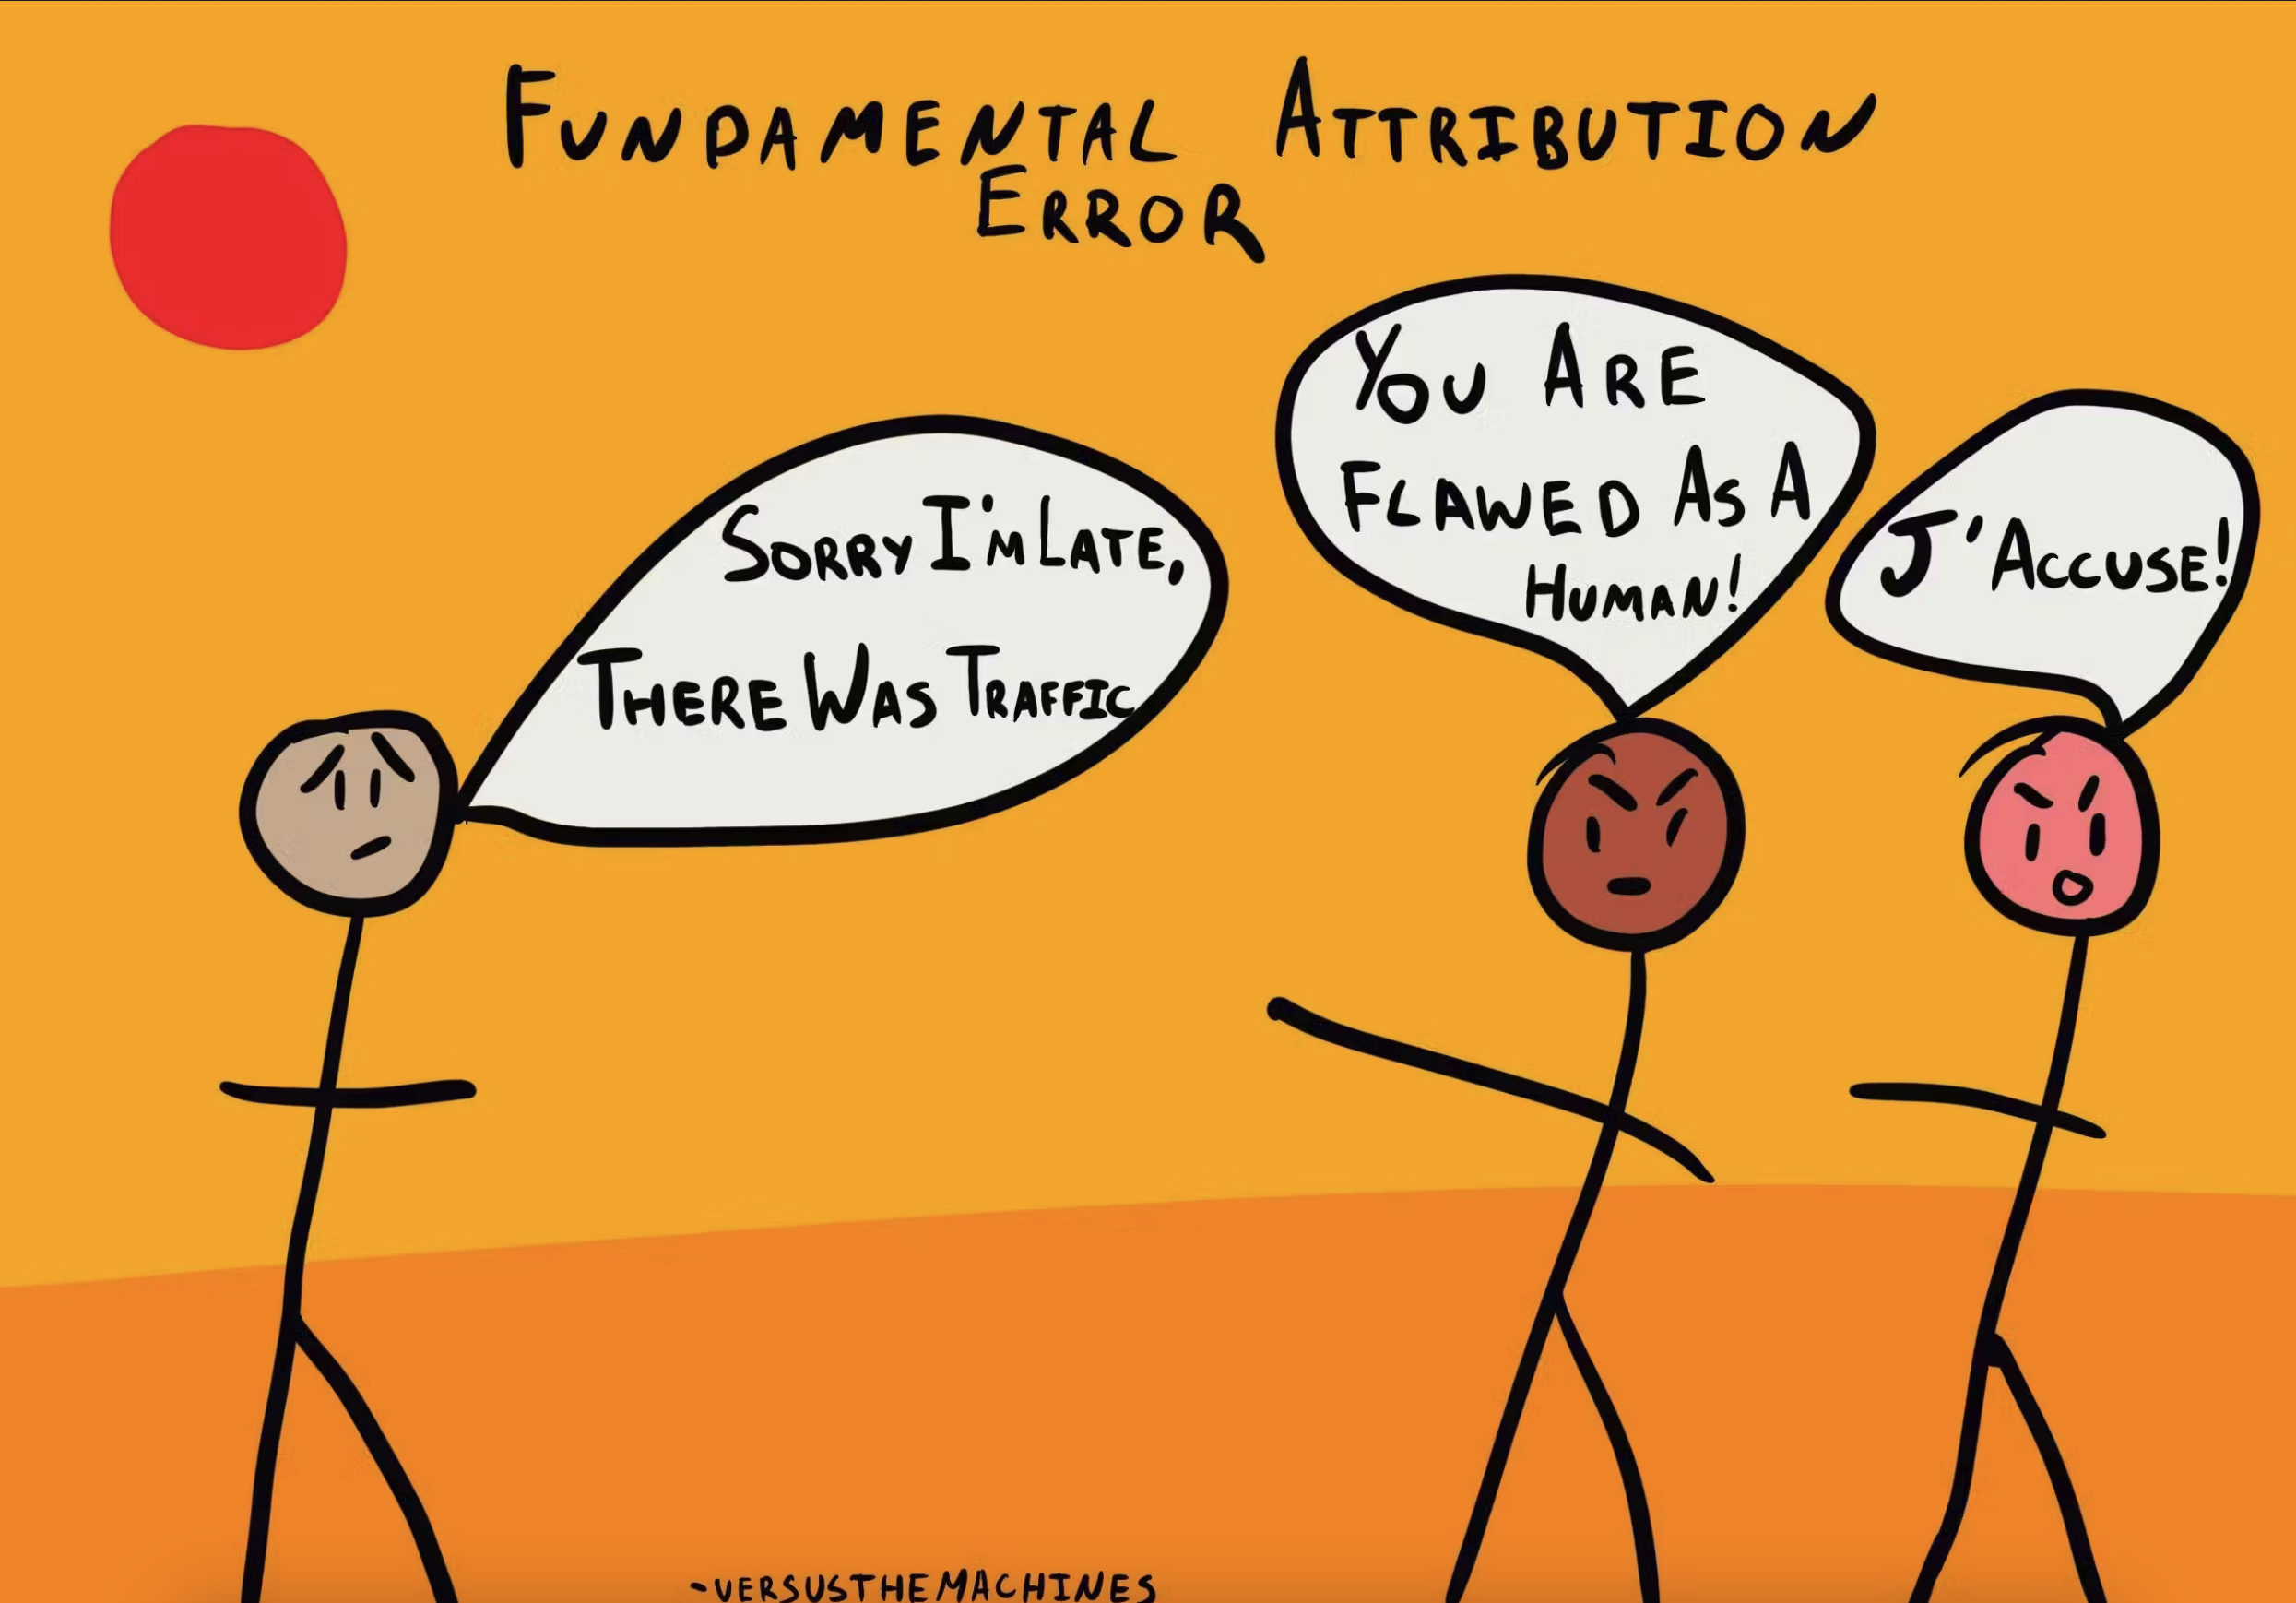 FUNDAMENTAL ATTRIBUTION
ERROR
SORRY I'M LATE,
THERE WAS TRAFFIC
YOU ARE
FLAWED AS A
HUMAN!
J'ACCUSE!
-VERSUSTHEMACHINES